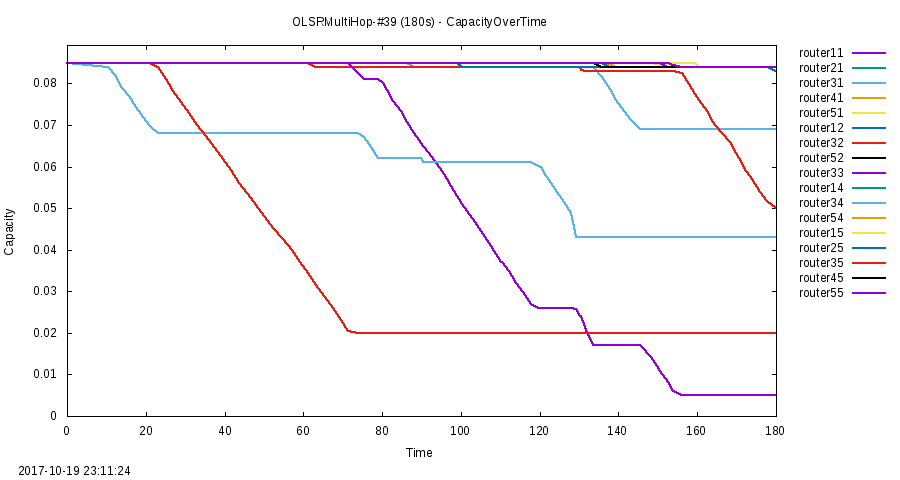 OLSRMultiHop-#39 (180s) - CapacityOverTime
Capacity
0.08
0.07
0.06
0.05
0.04
0.03
0.02
0.01
0
0 20 40 60 80 100 120 140 160 180
Time
router11
router21
router31
router41
router51
router12
router32
router52
router33
router14
router34
router54
router15
router25
router35
router45
router55
2017-10-19 23:11:24